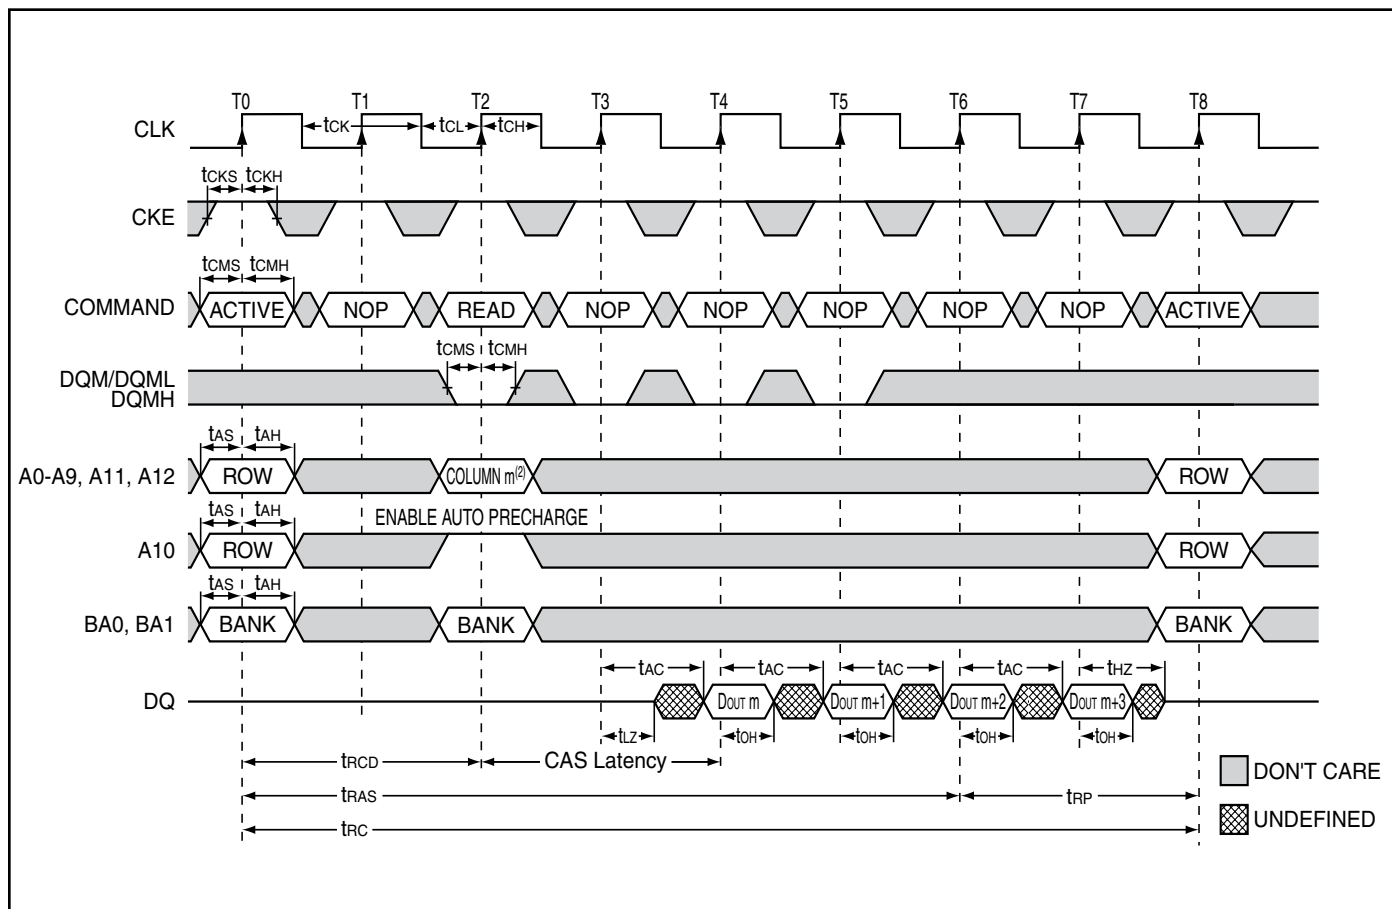 T0 T1 T2 T3 T4 T5 T6 T7 T8
CLK tCK tCL tCH
tCKS tCKH
CKE
tCMS tCMH
COMMAND ACTIVE NOP READ NOP NOP NOP NOP NOP ACTIVE
tCMS tCMH
DQM/DQML
DQMH
tAS tAH
A0-A9, A11, A12 ROW COLUMN m(2) ROW
tAS tAH ENABLE AUTO PRECHARGE
A10 ROW ROW
tAS tAH
BA0, BA1 BANK BANK BANK
tAC tAC tAC tAC tHZ
DQ DOUT m DOUT m+1 DOUT m+2 DOUT m+3
tLZ tOH tOH tOH tOH
tRCD CAS Latency
DON'T CARE
tRAS tRP
UNDEFINED
tRC